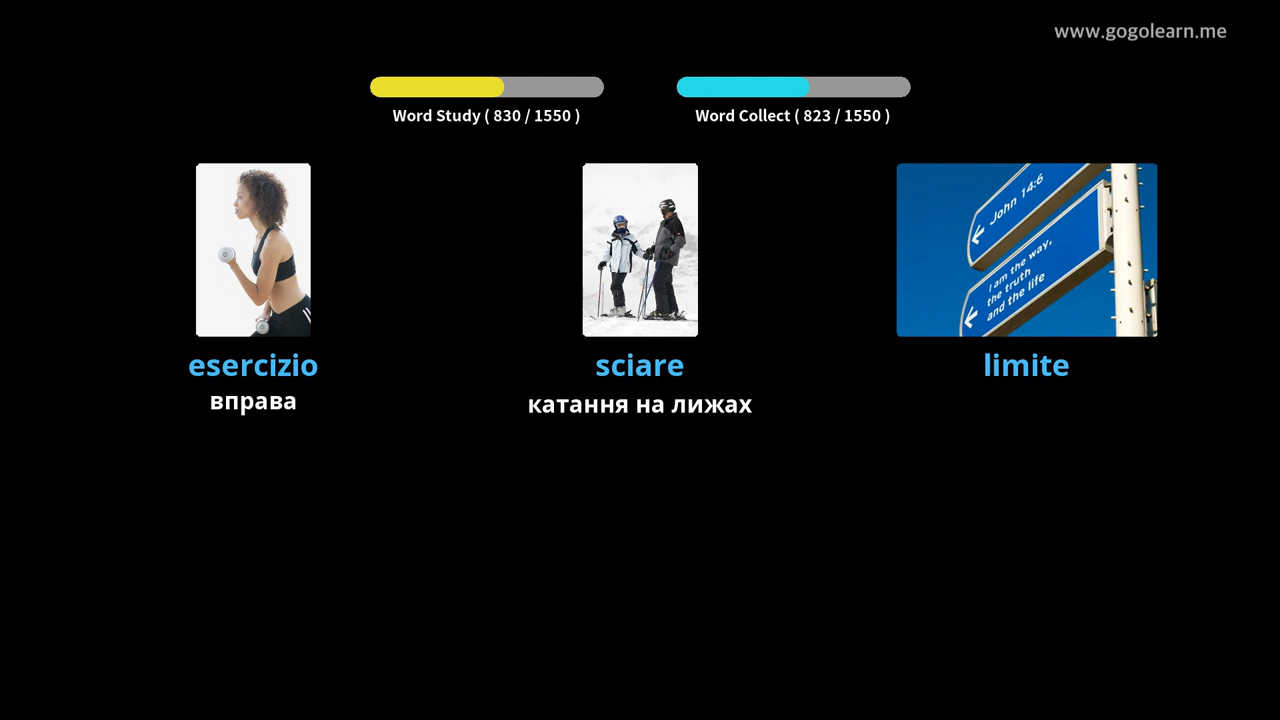 www.gogolearn.me
Word Study ( 830 / 1550 )
Word Collect ( 823 / 1550 )
John 14:6
I am the way,
the truth
and the life
esercizio
sciare
limite
вправа
катання на лижах